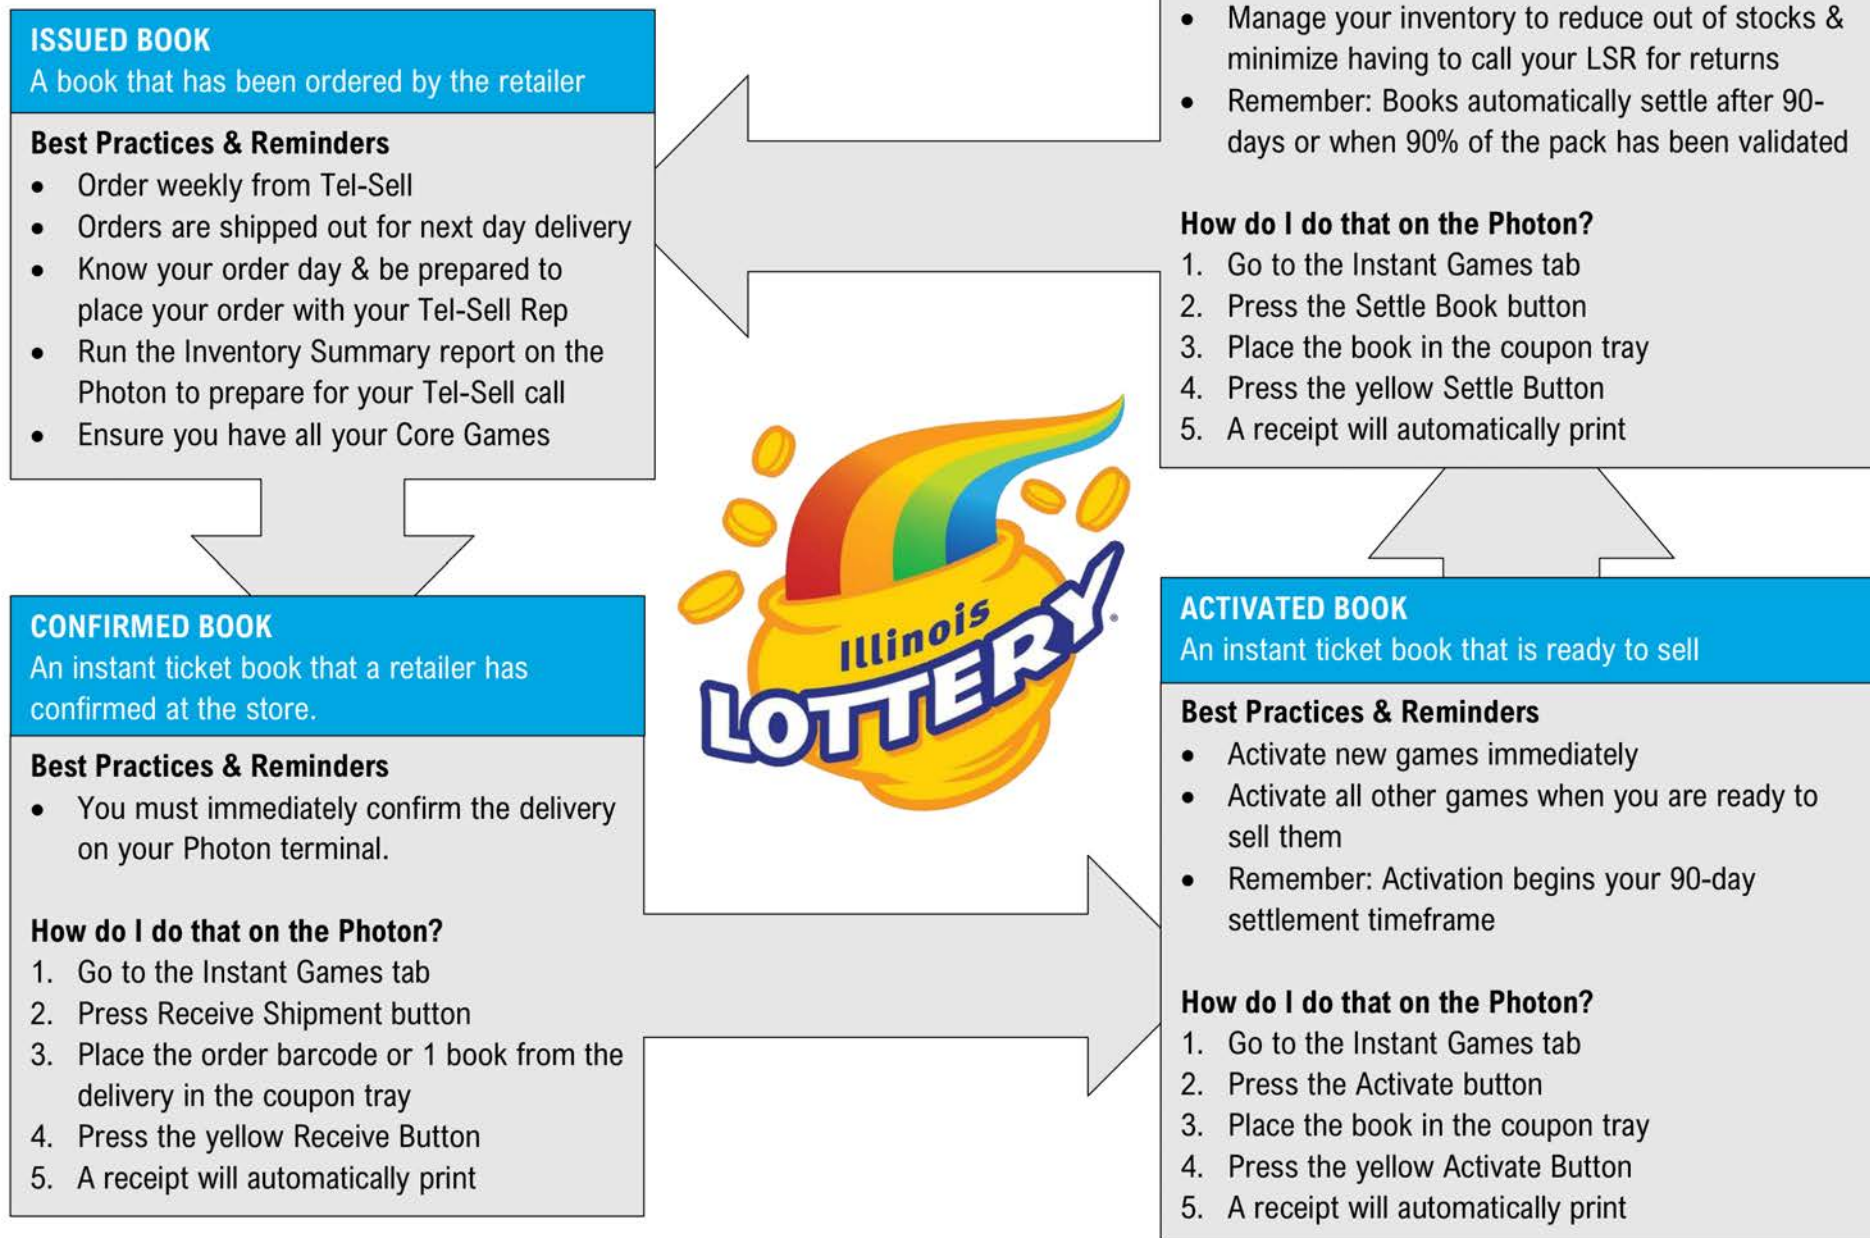 ISSUED BOOK
A book that has been ordered by the retailer
Best Practices & Reminders
• Order weekly from Tel-Sell
• Orders are shipped out for next day delivery
• Know your order day & be prepared to
place your order with your Tel-Sell Rep
• Run the Inventory Summary report on the
Photon to prepare for your Tel-Sell call
• Ensure you have all your Core Games
CONFIRMED BOOK
An instant ticket book that a retailer has
confirmed at the store.
Best Practices & Reminders
• You must immediately confirm the delivery
on your Photon terminal.
How do I do that on the Photon?
1. Go to the Instant Games tab
2. Press Receive Shipment button
3. Place the order barcode or 1 book from the
delivery in the coupon tray
4. Press the yellow Receive Button
5. A receipt will automatically print
Illinois
LOTTERY
• Manage your inventory to reduce out of stocks &
minimize having to call your LSR for returns
• Remember: Books automatically settle after 90-
days or when 90% of the pack has been validated
How do I do that on the Photon?
1. Go to the Instant Games tab
2. Press the Settle Book button
3. Place the book in the coupon tray
4. Press the yellow Settle Button
5. A receipt will automatically print
ACTIVATED BOOK
An instant ticket book that is ready to sell
Best Practices & Reminders
• Activate new games immediately
• Activate all other games when you are ready to
sell them
• Remember: Activation begins your 90-day
settlement timeframe
How do I do that on the Photon?
1. Go to the Instant Games tab
2. Press the Activate button
3. Place the book in the coupon tray
4. Press the yellow Activate Button
5. A receipt will automatically print